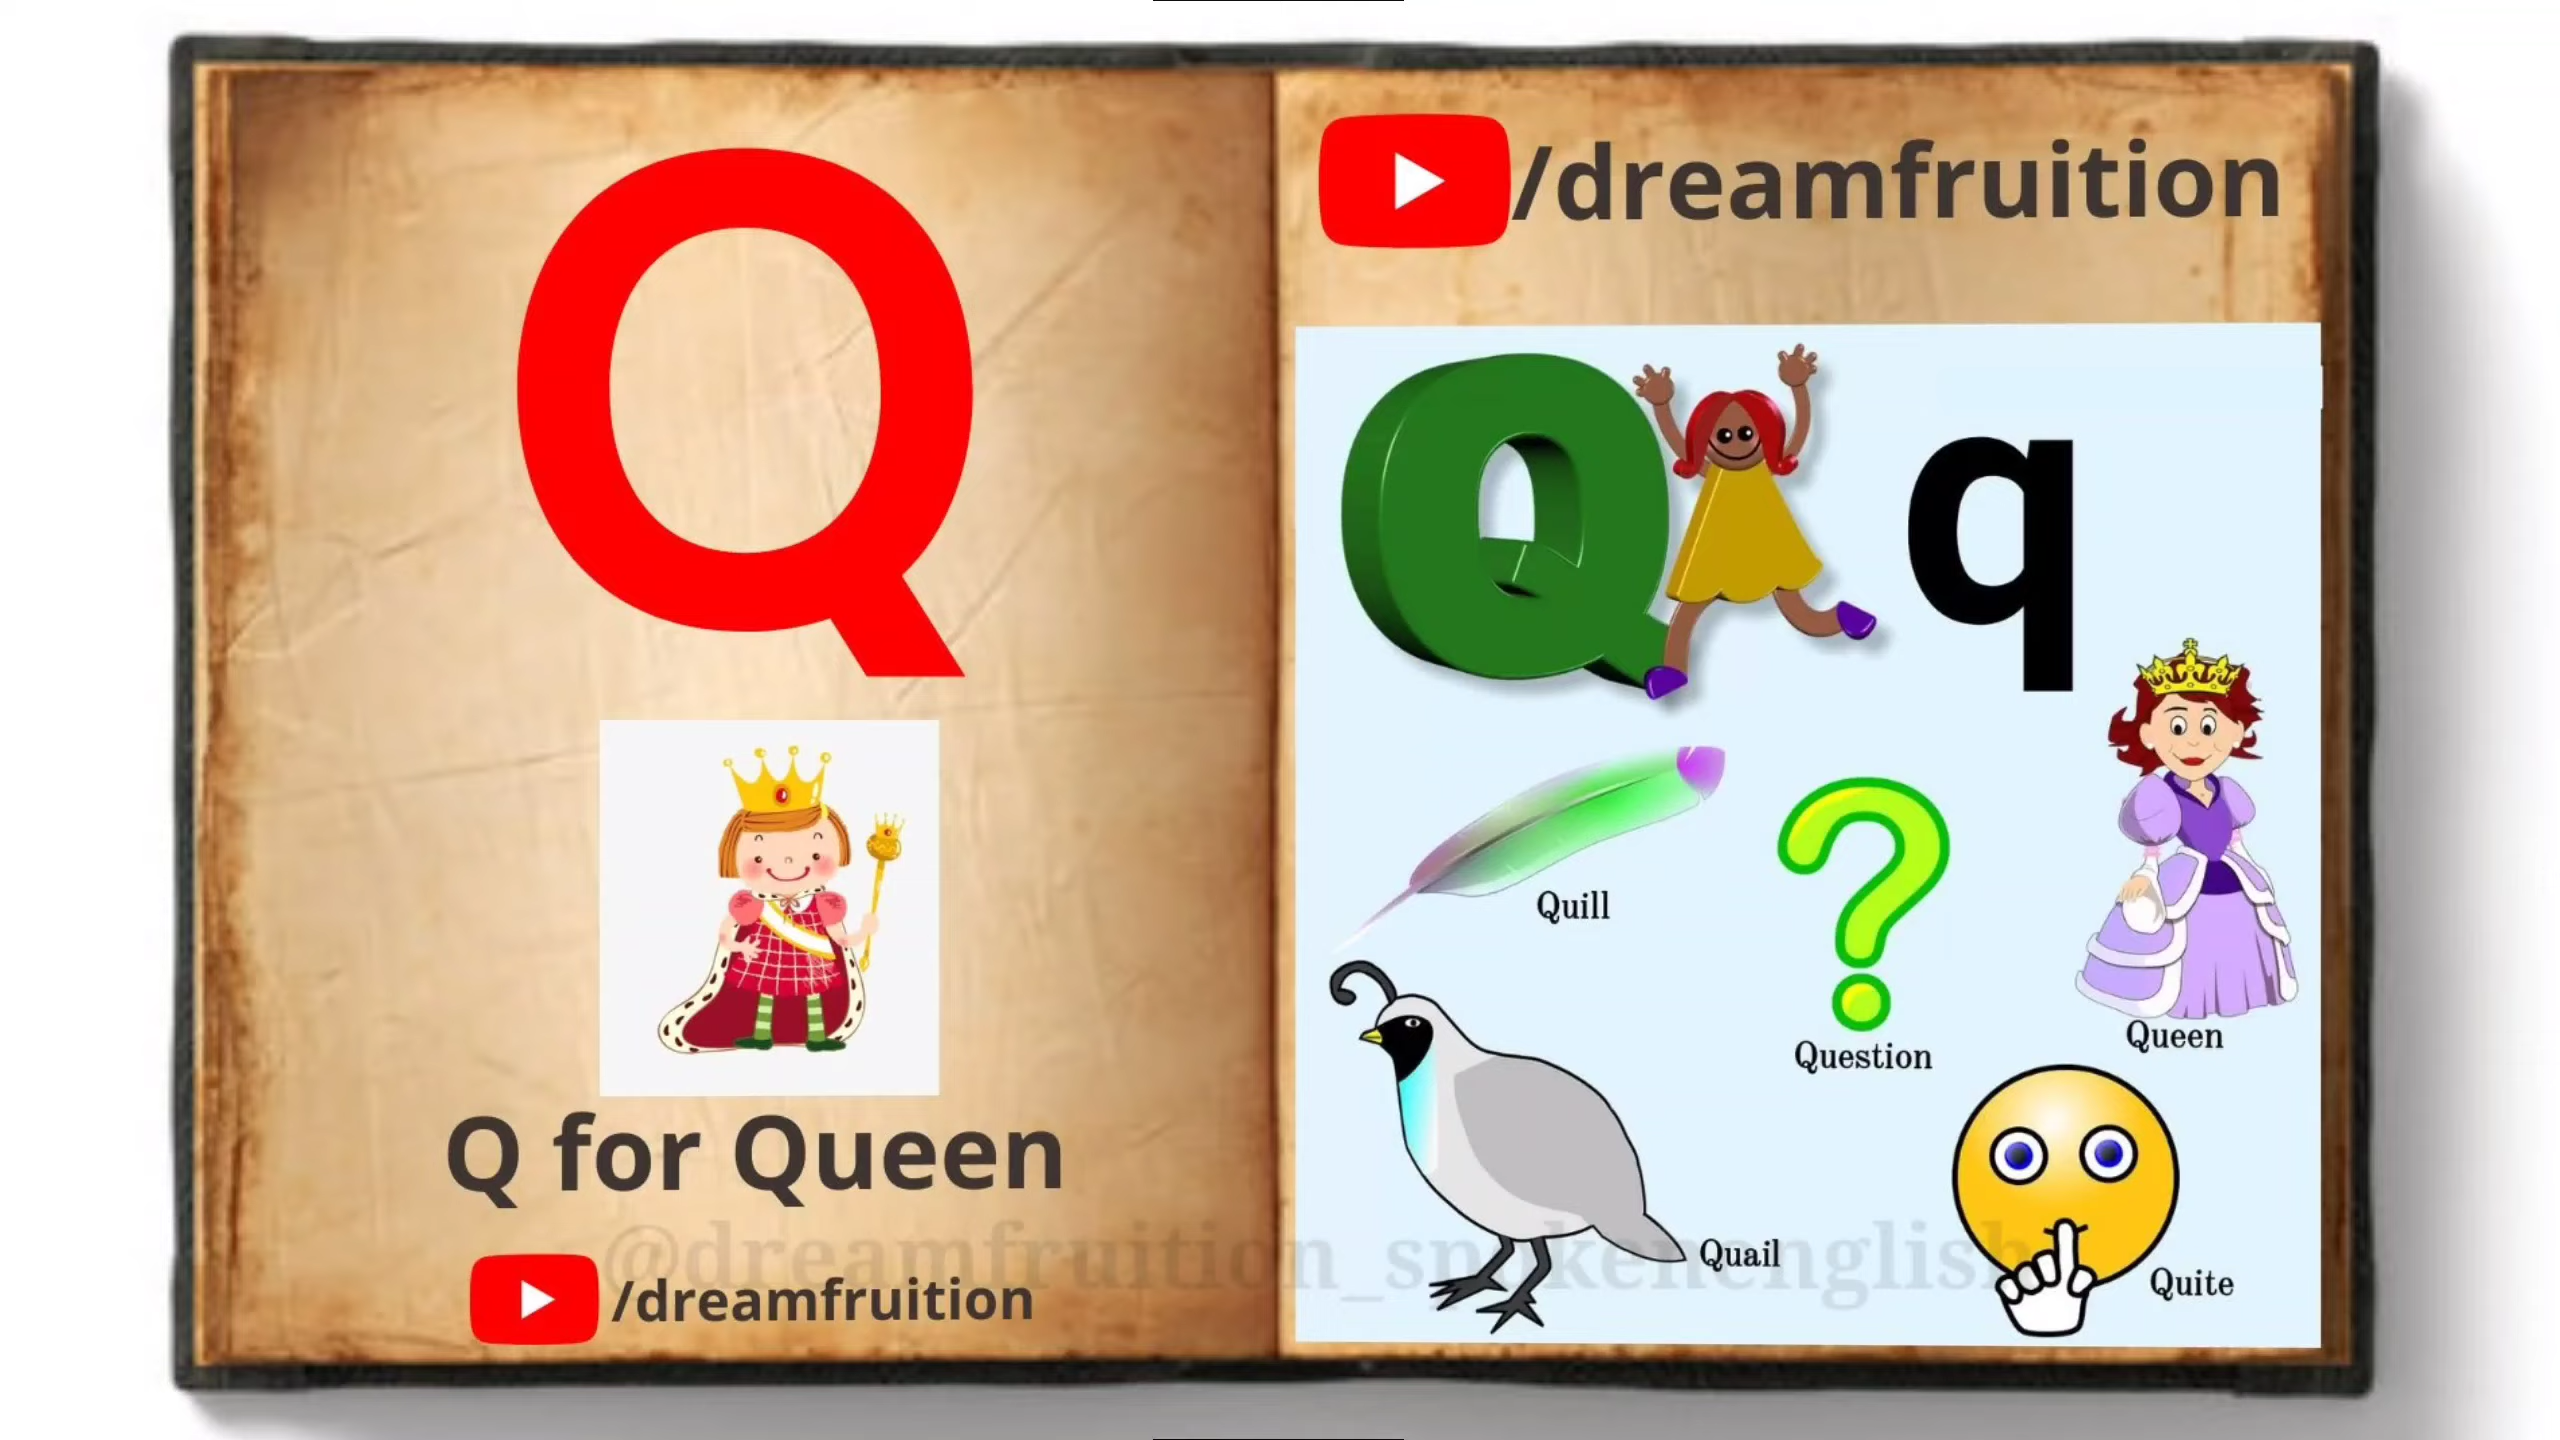 Q
Q for Queen
/dreamfruition
/dreamfruition
Q q
Quill
Question
Queen
Quail
Quite
@dreamfruition_spokenenglish